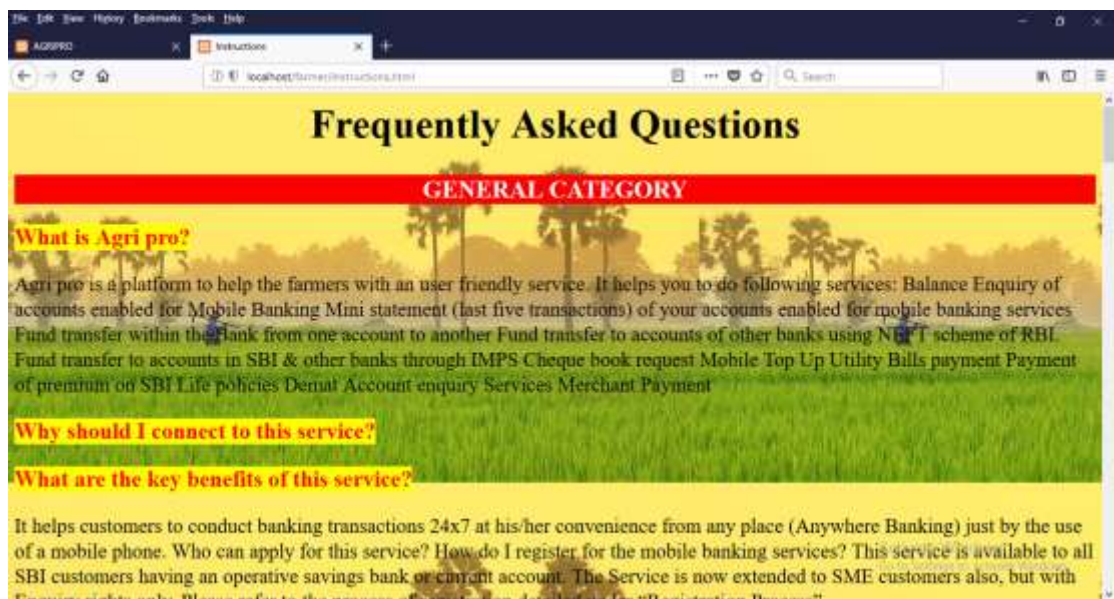 File Edit View History Bookmarks Tools Help
AGRIPRO
Instructions
localhost/farmer/instructions.html
Search
Frequently Asked Questions
GENERAL CATEGORY
What is Agri pro?
Agri pro is a platform to help the farmers with an user friendly service. It helps you to do following services: Balance Enquiry of
accounts enabled for Mobile Banking Mini statement (last five transactions) of your accounts enabled for mobile banking services
Fund transfer within the Bank from one account to another Fund transfer to accounts of other banks using NEFT scheme of RBI.
Fund transfer to accounts in SBI & other banks through IMPS Cheque book request Mobile Top Up Utility Bills payment Payment
of premium on SBI Life policies Demat Account enquiry Services Merchant Payment
Why should I connect to this service?
What are the key benefits of this service?
It helps customers to conduct banking transactions 24x7 at his/her convenience from any place (Anywhere Banking) just by the use
of a mobile phone. Who can apply for this service? How do I register for the mobile banking services? This service is available to all
SBI customers having an operative savings bank or current account. The Service is now extended to SME customers also, but with